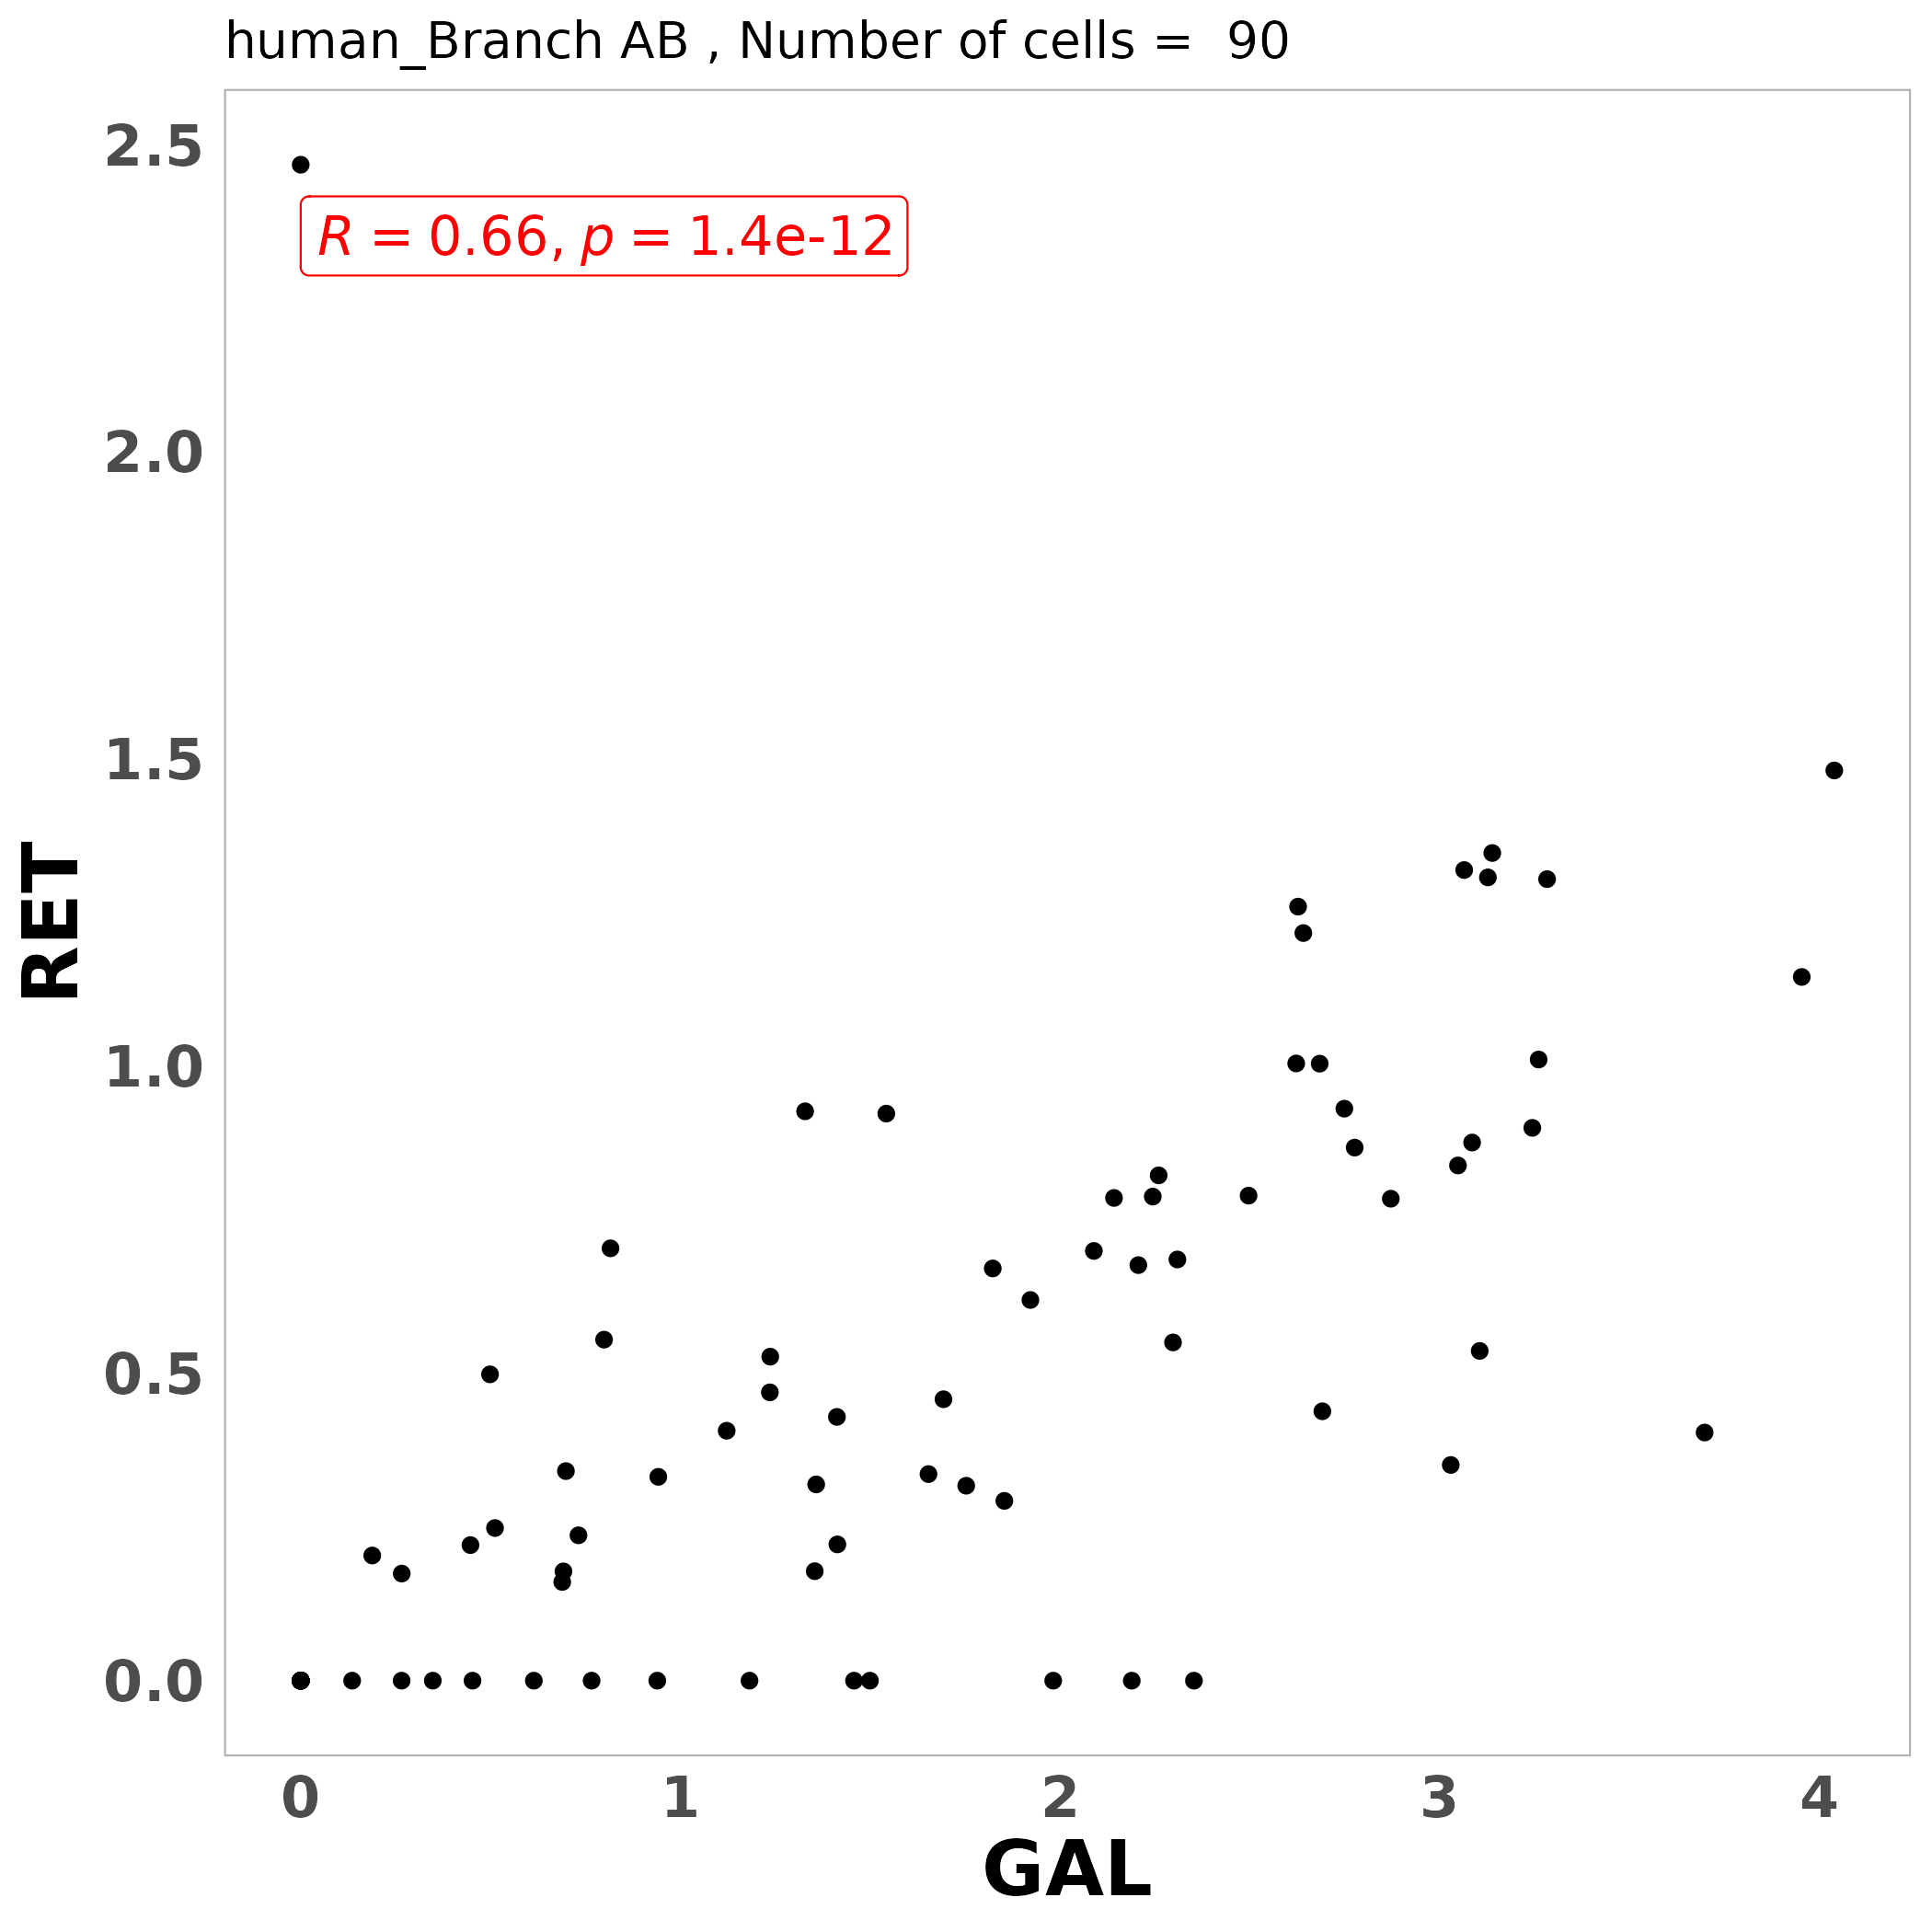 human_Branch AB , Number of cells =  90
2.5
R = 0.66, p = 1.4e-12
2.0
1.5
RET
1.0
0.5
0.0
0 1 2 3 4
GAL